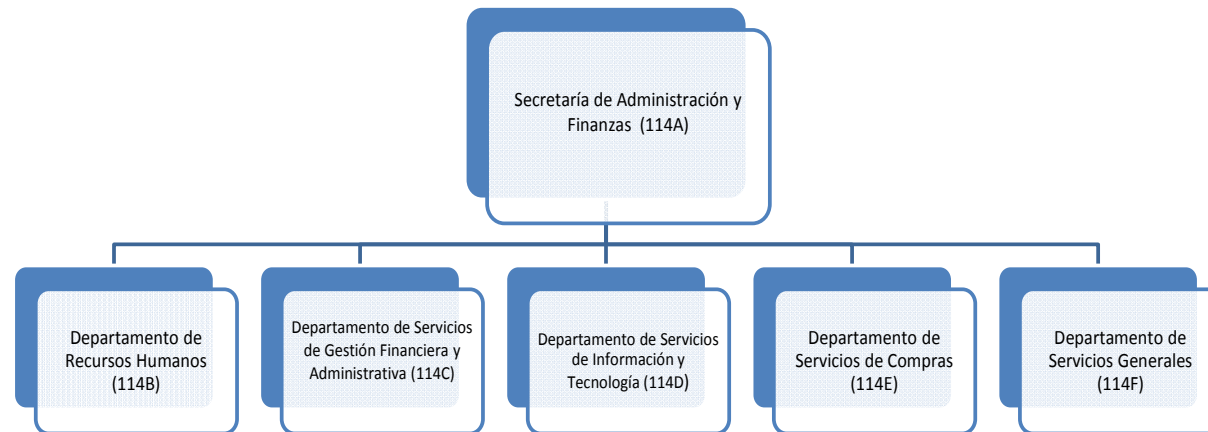 Secretaría de Administración y
Finanzas (114A)
Departamento de
Recursos Humanos
(114B)
Departamento de Servicios
de Gestión Financiera y
Administrativa (114C)
Departamento de Servicios
de Información y
Tecnología (114D)
Departamento de
Servicios de Compras
(114E)
Departamento de
Servicios Generales
(114F)